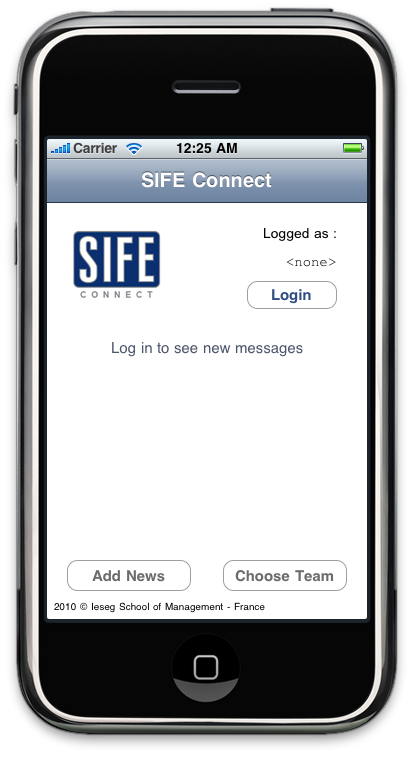 Carrier 12:25 AM
SIFE Connect
SIFE
CONNECT
Logged as :
<none>
Login
Log in to see new messages
Add News Choose Team
2010 © Ieseg School of Management - France